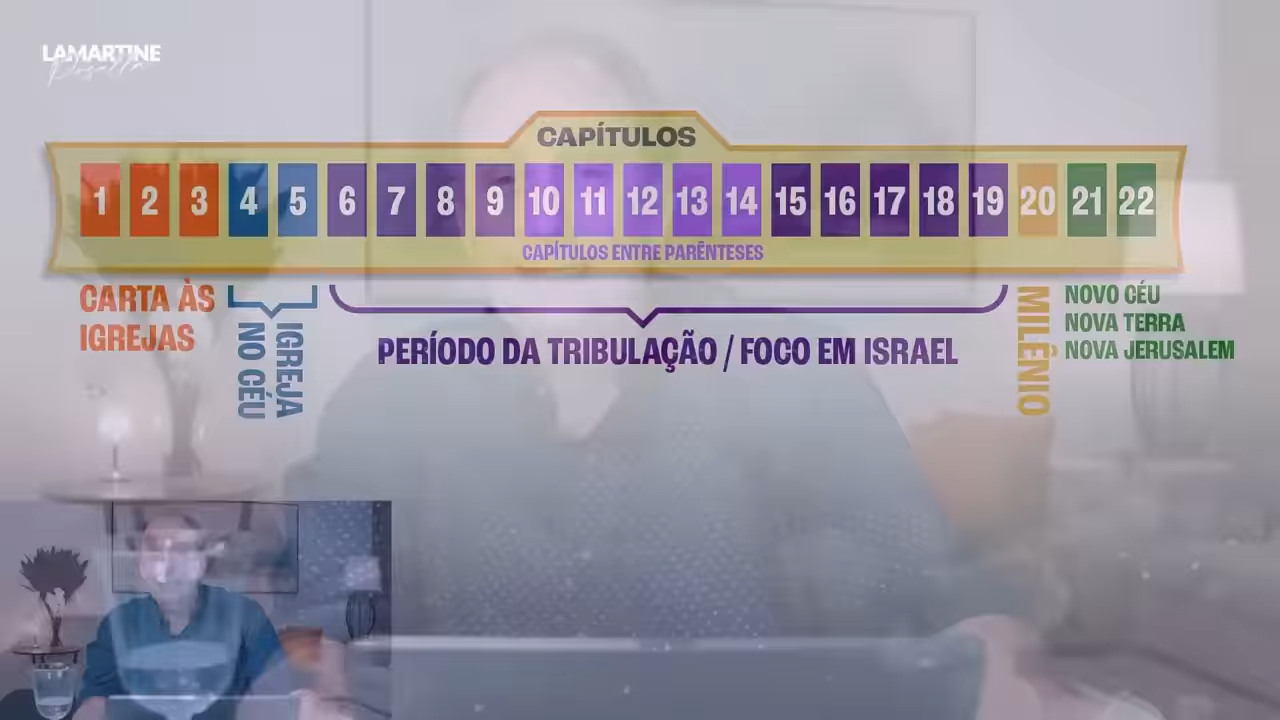 LAMARTINE
Posella
CAPÍTULOS
1 2 3 4 5 6 7 8 9 10 11 12 13 14 15 16 17 18 19 20 21 22
CAPÍTULOS ENTRE PARÊNTESES
CARTA ÀS
IGREJAS
IGREJA
NO CÉU
PERÍODO DA TRIBULAÇÃO / FOCO EM ISRAEL
MILÊNIO
NOVO CÉU
NOVA TERRA
NOVA JERUSALEM